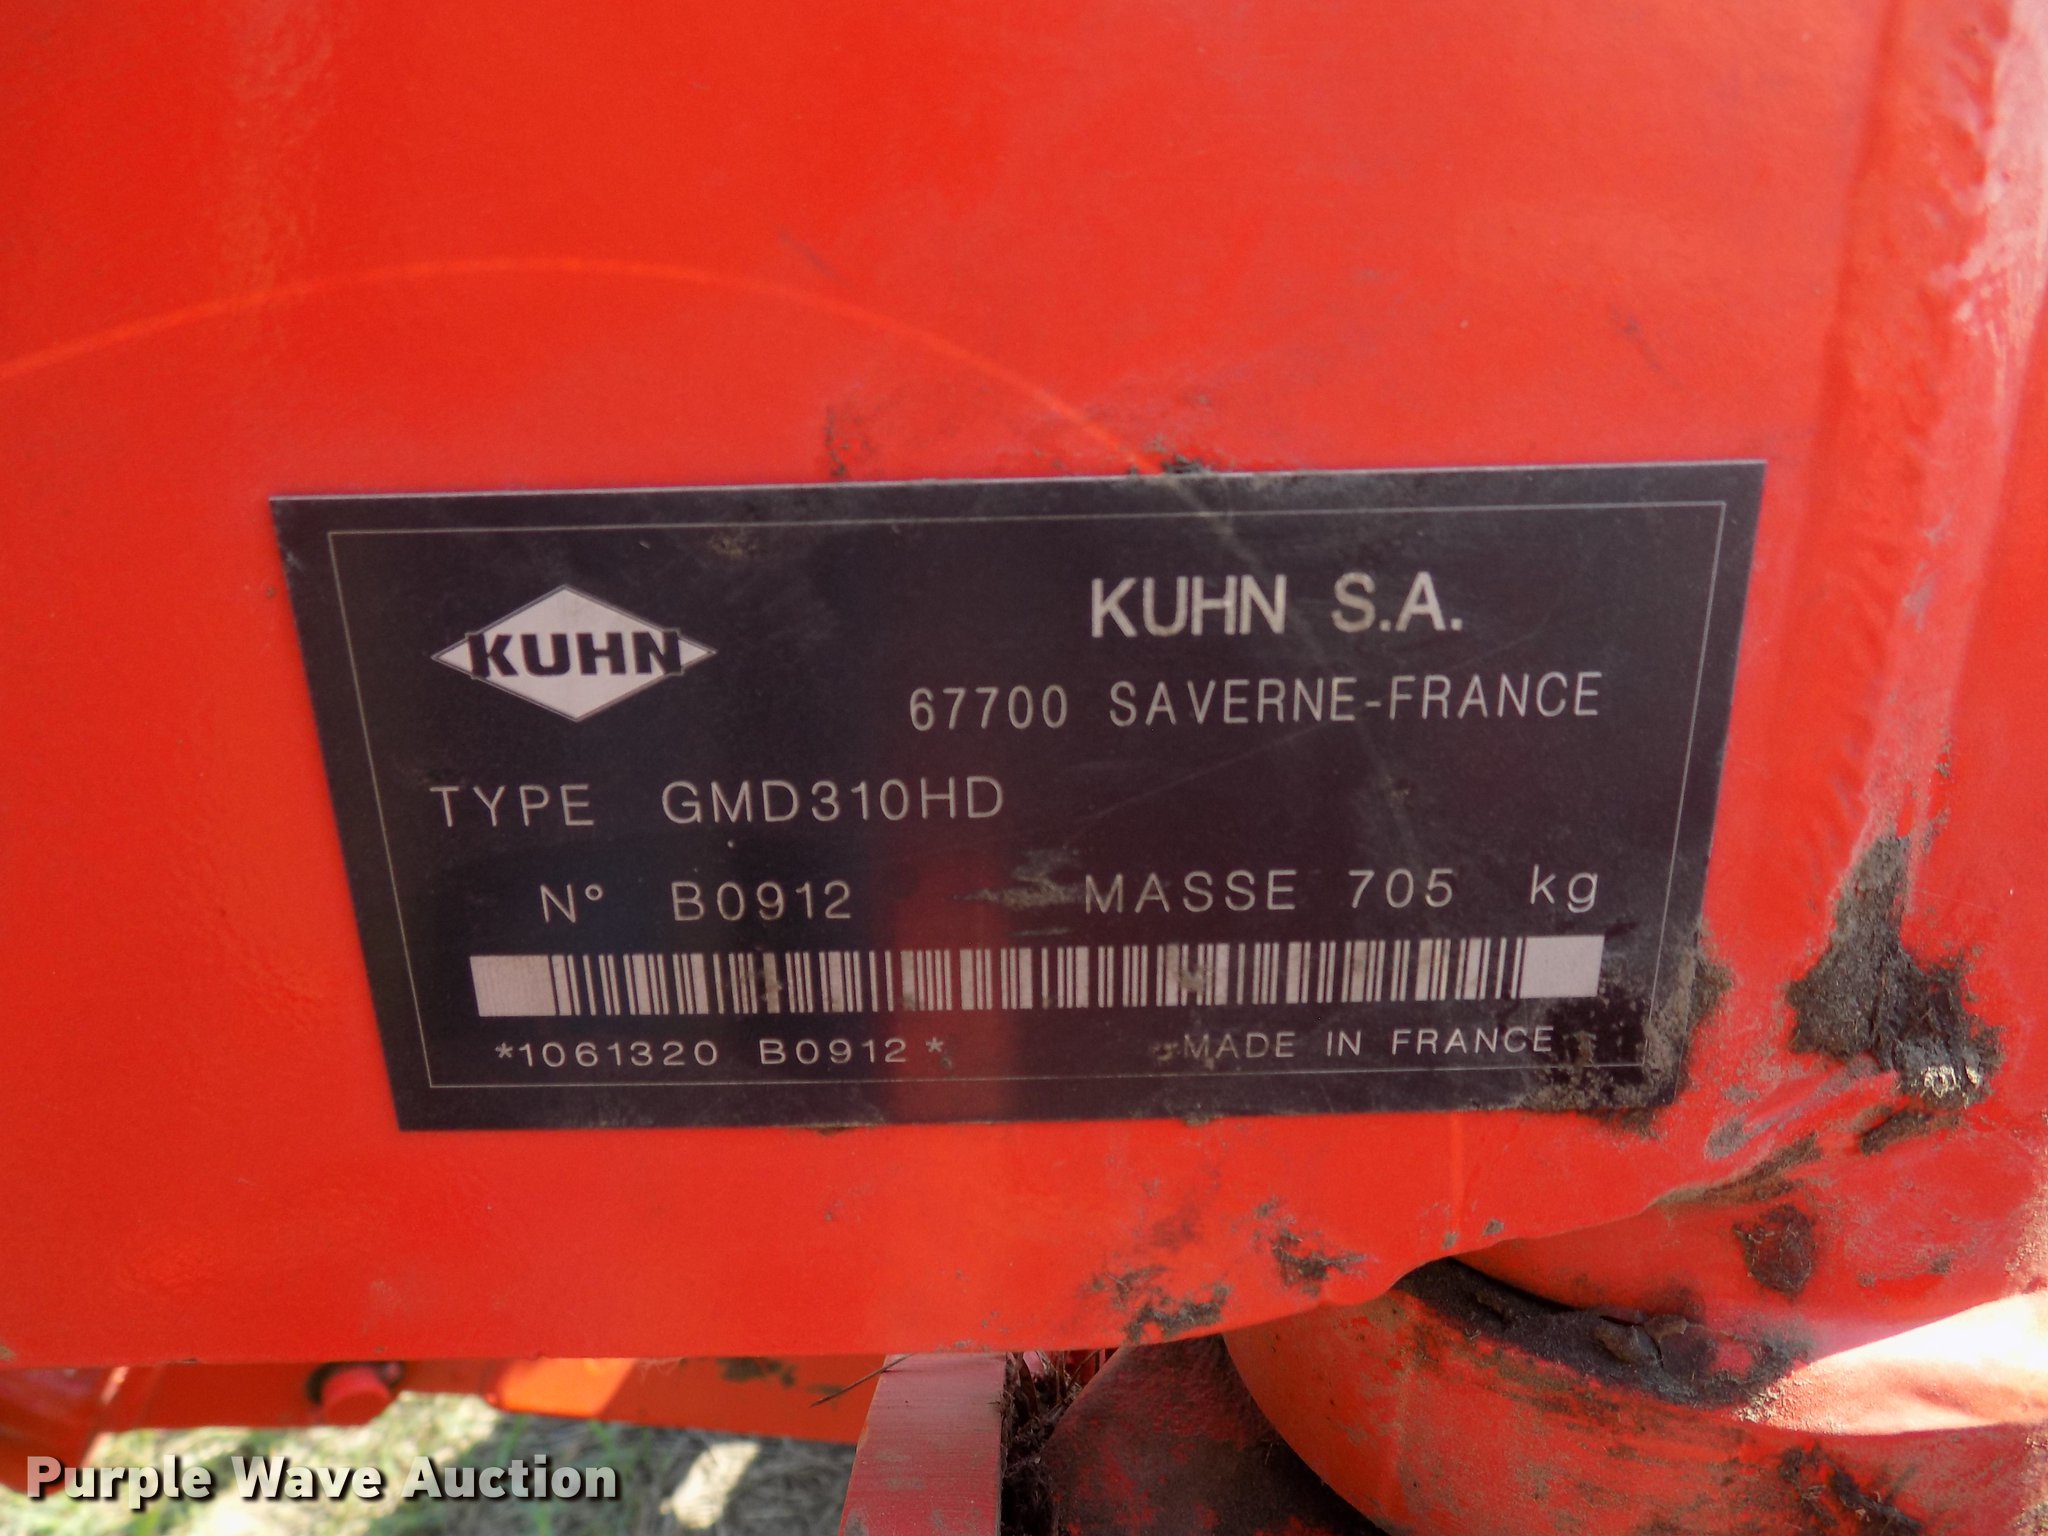 KUHN
KUHN S.A.
67700 SAVERNE-FRANCE
TYPE GMD310HD
N° B0912 MASSE 705 kg
*1061320 B0912* MADE IN FRANCE
Purple Wave Auction